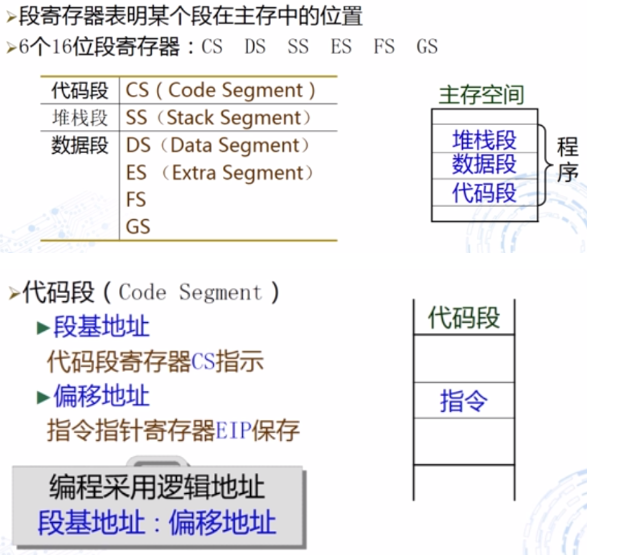 ➢段寄存器表明某个段在主存中的位置
➢6个16位段寄存器：CS DS SS ES FS GS
代码段 CS（Code Segment）
堆栈段 SS（Stack Segment）
数据段 DS（Data Segment）
ES （Extra Segment）
FS
GS
主存空间
堆栈段
数据段
代码段
程序
➢代码段（Code Segment）
▶段基地址
代码段寄存器CS指示
▶偏移地址
指令指针寄存器EIP保存
编程采用逻辑地址
段基地址：偏移地址
代码段
指令